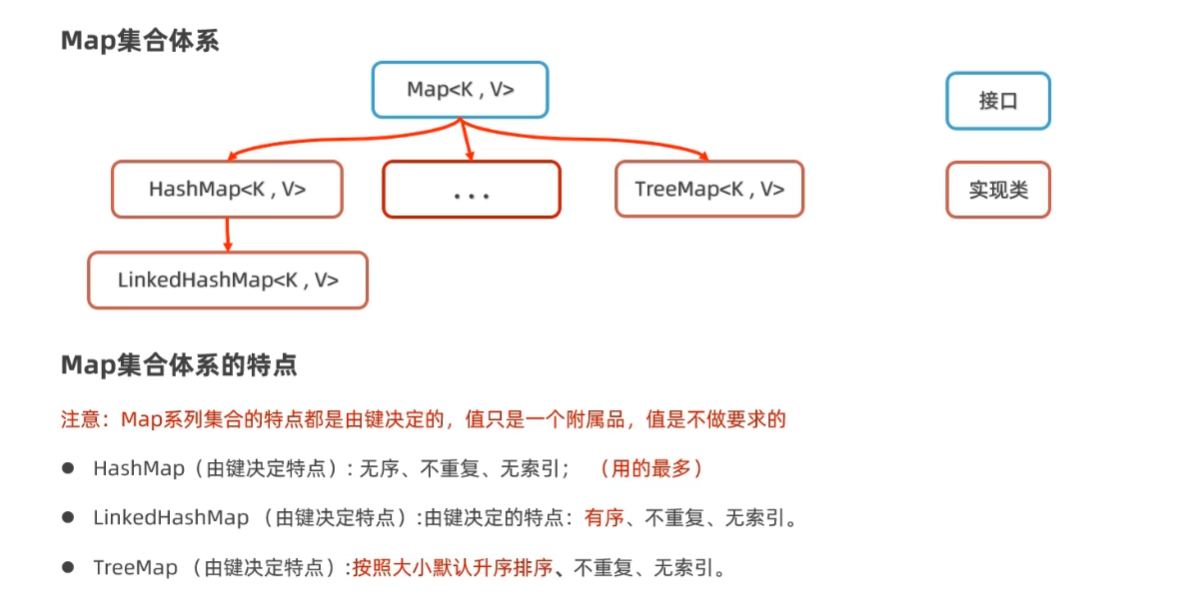 Map集合体系
Map<K , V>
接口
HashMap<K , V>
...
TreeMap<K , V>
实现类
LinkedHashMap<K , V>
Map集合体系的特点
注意：Map系列集合的特点都是由键决定的，值只是一个附属品，值是不做要求的
● HashMap（由键决定特点）: 无序、不重复、无索引； （用的最多）
● LinkedHashMap （由键决定特点）:由键决定的特点：有序、不重复、无索引。
● TreeMap （由键决定特点）:按照大小默认升序排序、不重复、无索引。